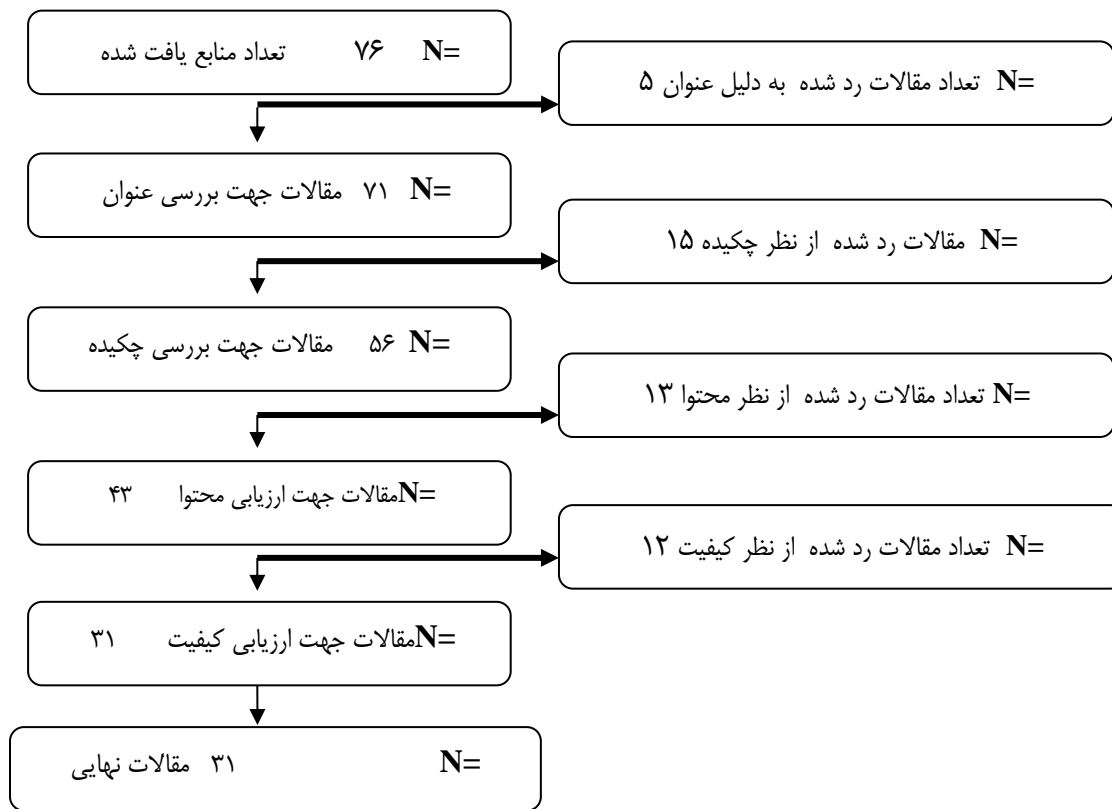 تعداد منابع یافت شده ۷۶ N=
N= تعداد مقالات رد شده به دلیل عنوان ۵
N= ۷۱ مقالات جهت بررسی عنوان
N= مقالات رد شده از نظر چکیده ۱۵
N= ۵۶ مقالات جهت بررسی چکیده
N= تعداد مقالات رد شده از نظر محتوا ۱۳
N=مقالات جهت ارزیابی محتوا ۴۳
N= تعداد مقالات رد شده از نظر کیفیت ۱۲
N=مقالات جهت ارزیابی کیفیت ۳۱
N= ۳۱ مقالات نهایی